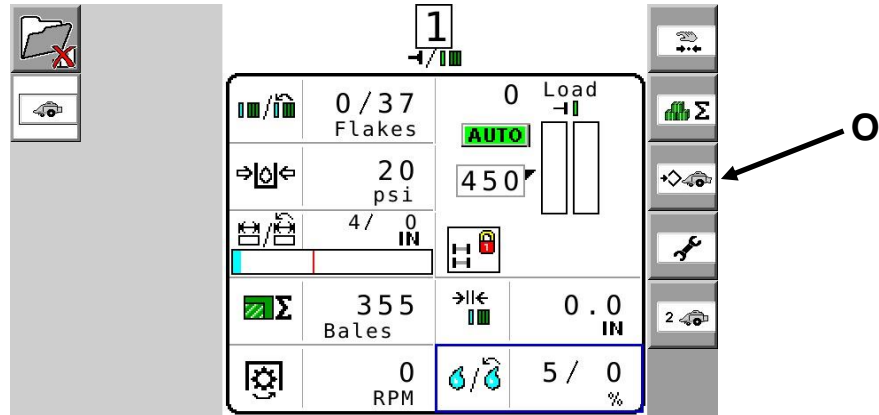 1
0/37
Flakes
0
Load
AUTO
20
psi
450
4/ 0
IN
1
Σ
355
Bales
0.0
IN
0
RPM
5/ 0
%
Σ
2
O